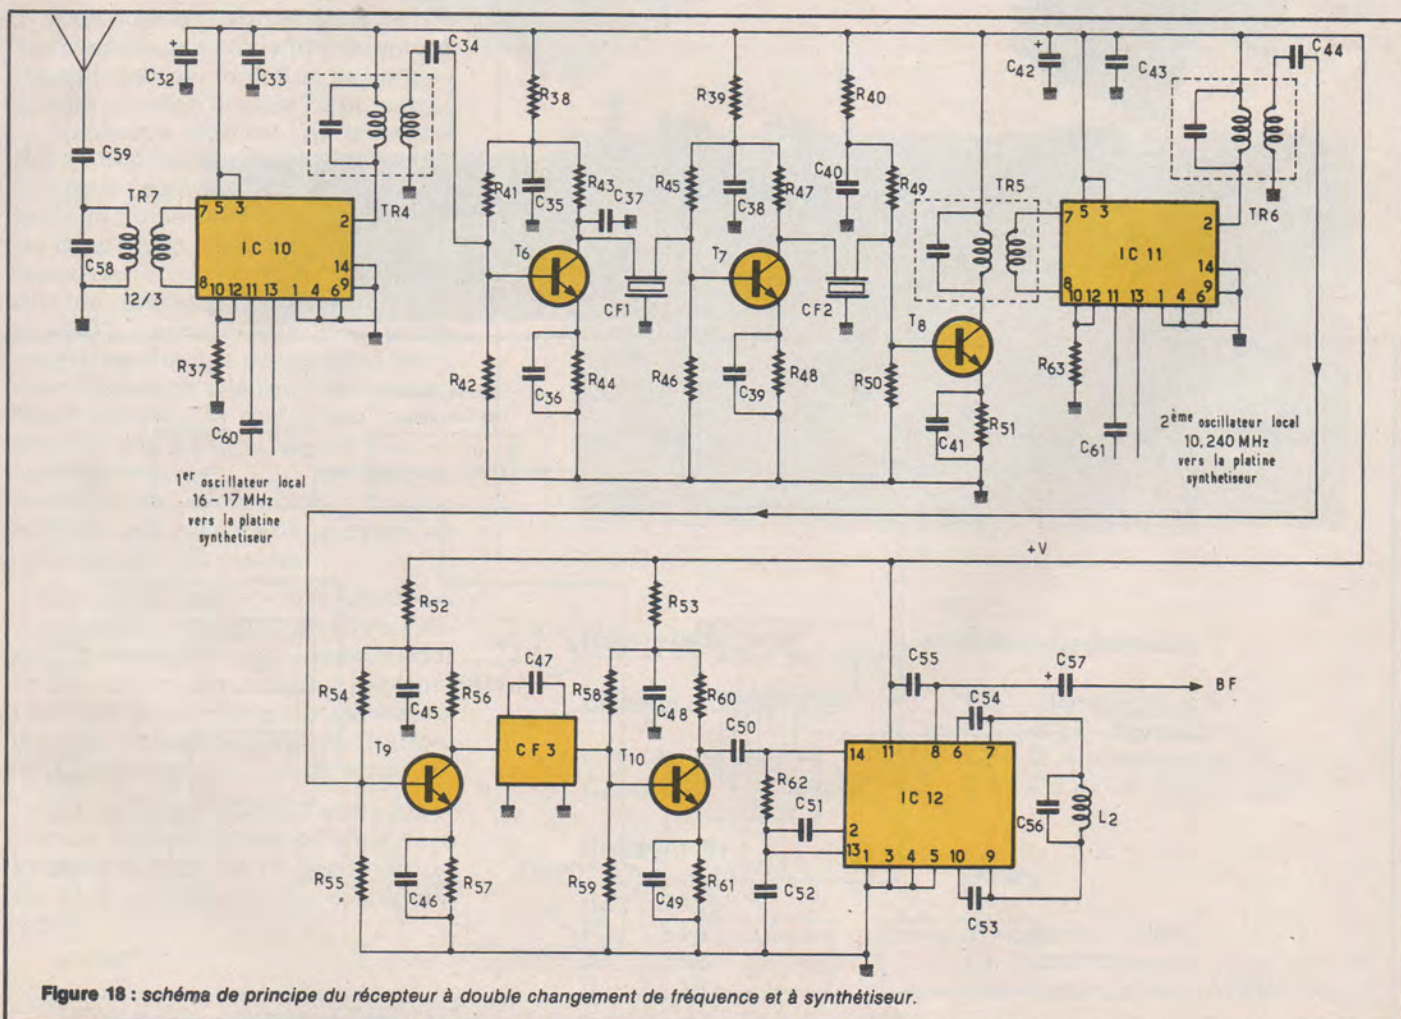 C32
C33
C34
R38
R39
R40
C42
C43
C44
C59
TR7
C58
12/3
7
5
3
2
14
9
8
10
12
11
13
1
4
6
IC 10
TR4
R41
C35
R43
C37
R45
C38
R47
C40
R49
TR5
T6
CF1
T7
CF2
T8
7
5
3
2
14
9
8
10
12
11
13
1
4
6
IC 11
TR6
R37
R42
C36
R44
R46
C39
R48
R50
C41
R51
R63
C60
C61
1er oscillateur local
16 – 17 MHz
vers la platine
synthetiseur
2ème oscillateur local
10,240 MHz
vers la platine
synthetiseur
+V
R52
R53
R54
C45
R56
C47
R58
C48
R60
C50
C55
C57
BF
C54
T9
CF3
T10
R62
C51
14
11
8
6
7
2
13
1
3
4
5
10
9
IC 12
C56
L2
R55
C46
R57
R59
C49
R61
C52
C53
Figure 18 : schéma de principe du récepteur à double changement de fréquence et à synthétiseur.